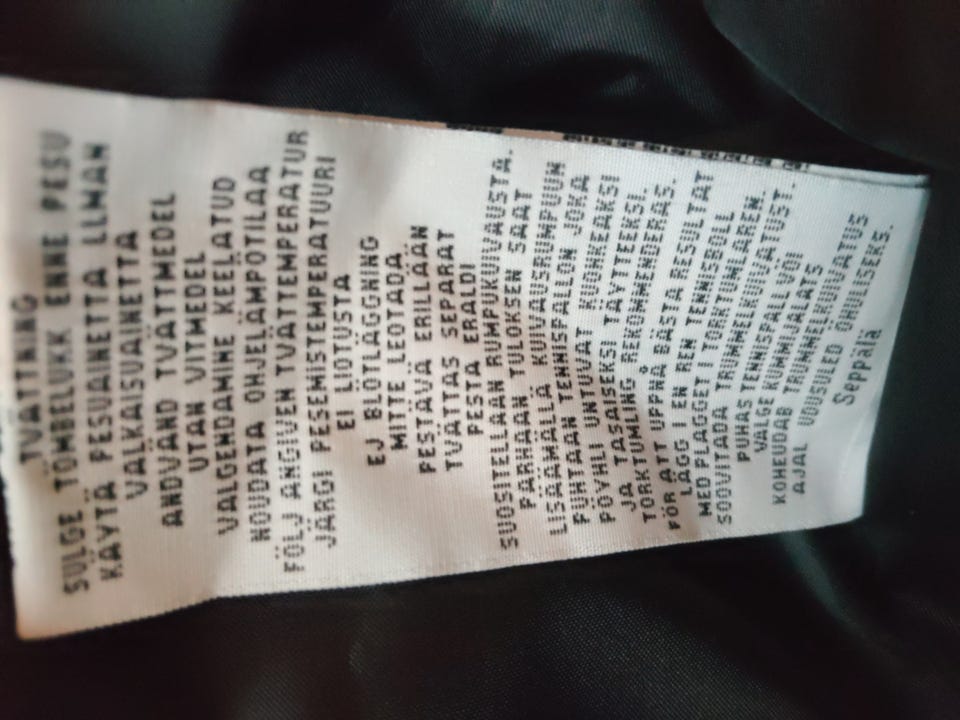 TVÄTTNING
SULGE TÕMBELUKK ENNE PESU
KÄYTÄ PESUAINETTA ILMAN
VALKAISUAINETTA
ANDVÄND TVÄTTMEDEL
UTAN VITMEDEL
VALGENDAMINE KEELATUD
NOUDATA OHJELÄMPÖTILAA
FÖLJ ANGIVEN TVÄTTEMPERATUR
JÄRGI PESEMISTEMPERATUURI
EI LIOTUSTA
EJ BLÖTLÄGGNING
MITTE LEOTADA
PESTÄVÄ ERILLÄÄN
TVÄTTAS SEPARAT
PESTA ERALDI
SUOSITELLAAN RUMPUKUIVAUSTA.
PARHAAN TULOKSEN SAAT
LISÄÄMÄLLÄ KUIVAUSRUMPUUN
PUHTAAN TENNISPALLON JOKA
PÖYHII UNTUVAT KUOHKEAKSI
JA TASAISEKSI TÄYTTEEKSI.
TORKTUMLING REKOMMENDERAS.
FÖR ATT UPPNÅ BÄSTA RESULTAT
LÄGG I EN REN TENNISBOLL
MED PLAGGET I TORKTUMLAREN.
SOOVITADA TRUMMELKUIVATUST.
PUHAS TENNISPALL VÕI
VALGE KUMMIJALATS
KOHEUDAB TRUMMELKUIVATUS
AJAL UDUSULED ÕHULISEKS.
Seppälä